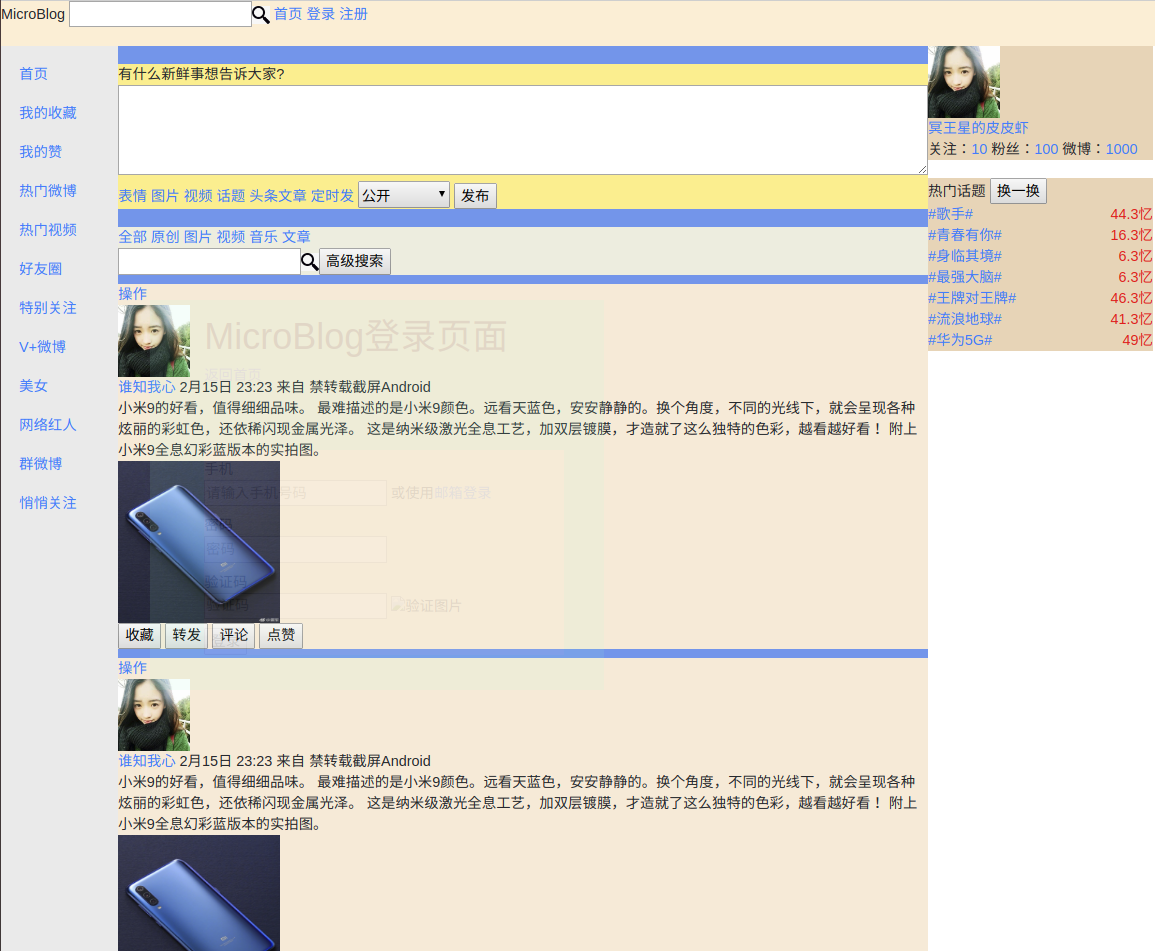 MicroBlog 首页 登录 注册
首页
我的收藏
我的赞
热门微博
热门视频
好友圈
特别关注
V+微博
美女
网络红人
群微博
悄悄关注
有什么新鲜事想告诉大家?
表情 图片 视频 话题 头条文章 定时发 公开 发布
全部 原创 图片 视频 音乐 文章
高级搜索
操作
MicroBlog登录页面
返回首页
谁知我心 2月15日 23:23 来自 禁转载截屏Android
小米9的好看，值得细细品味。 最难描述的是小米9颜色。远看天蓝色，安安静静的。换个角度，不同的光线下，就会呈现各种
炫丽的彩虹色，还依稀闪现金属光泽。 这是纳米级激光全息工艺，加双层镀膜，才造就了这么独特的色彩，越看越好看！ 附上
小米9全息幻彩蓝版本的实拍图。
手机
请输入手机号码 或使用邮箱登录
密码
密码
验证码
验证码 验证图片
收藏 转发 评论 点赞
操作
谁知我心 2月15日 23:23 来自 禁转载截屏Android
小米9的好看，值得细细品味。 最难描述的是小米9颜色。远看天蓝色，安安静静的。换个角度，不同的光线下，就会呈现各种
炫丽的彩虹色，还依稀闪现金属光泽。 这是纳米级激光全息工艺，加双层镀膜，才造就了这么独特的色彩，越看越好看！ 附上
小米9全息幻彩蓝版本的实拍图。
冥王星的皮皮虾
关注：10 粉丝：100 微博：1000
热门话题 换一换
#歌手# 44.3忆
#青春有你# 16.3忆
#身临其境# 6.3忆
#最强大脑# 6.3忆
#王牌对王牌# 46.3忆
#流浪地球# 41.3忆
#华为5G# 49忆